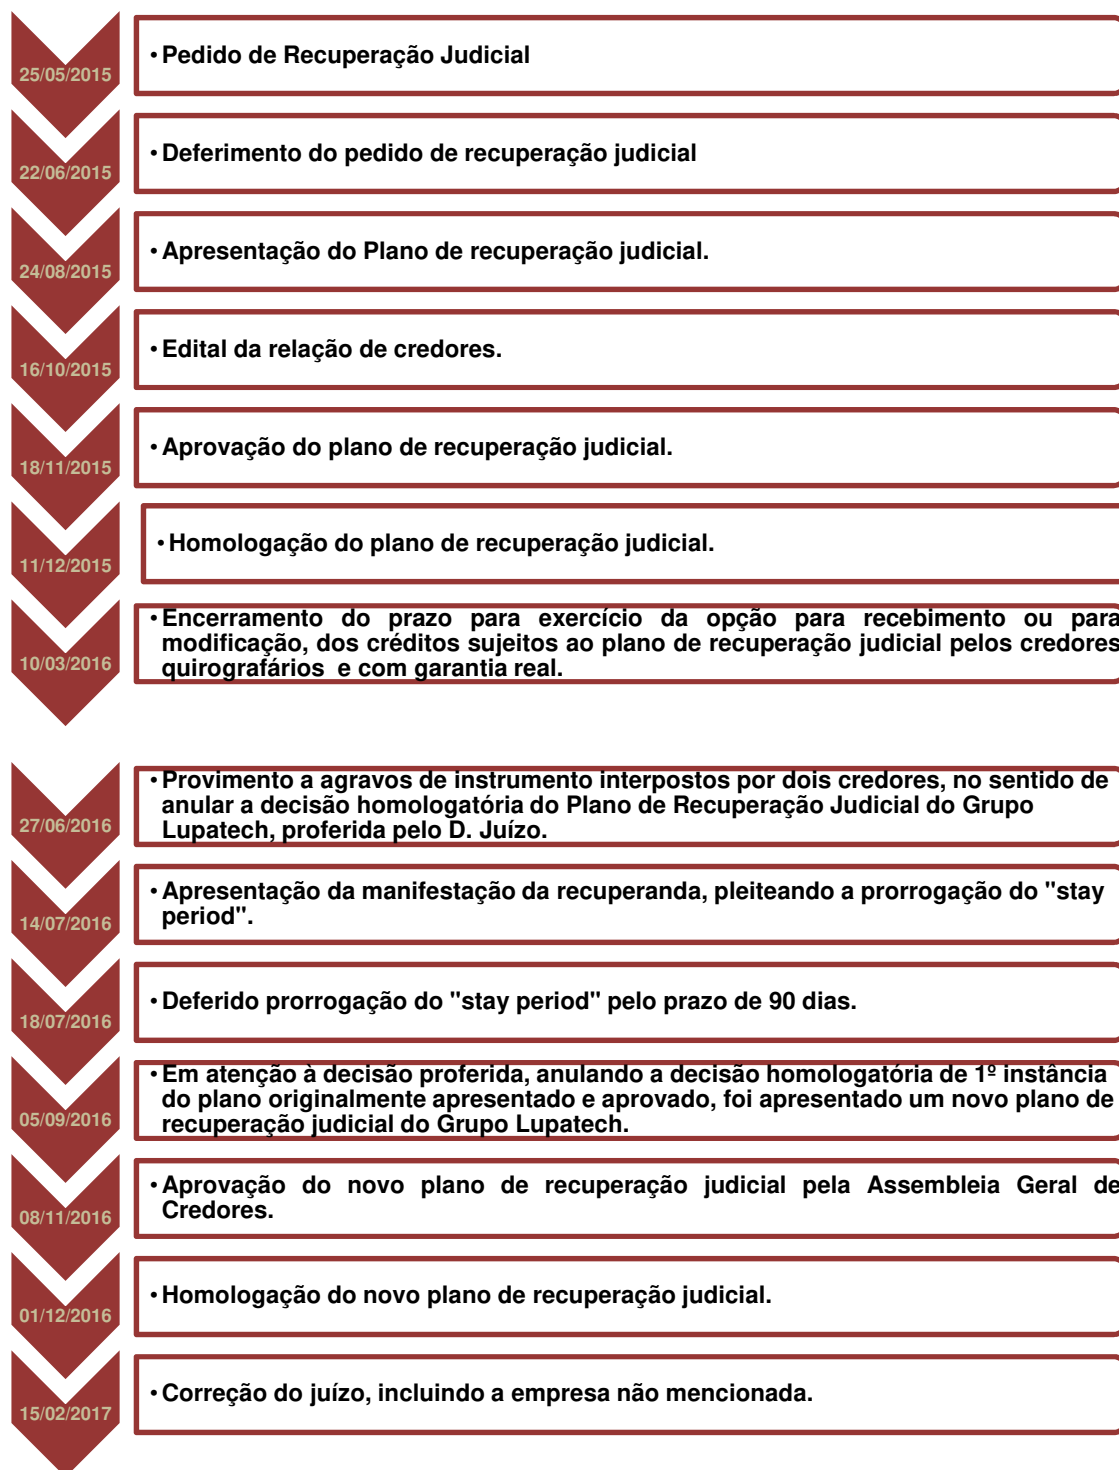 25/05/2015
• Pedido de Recuperação Judicial
22/06/2015
• Deferimento do pedido de recuperação judicial
24/08/2015
• Apresentação do Plano de recuperação judicial.
16/10/2015
• Edital da relação de credores.
18/11/2015
• Aprovação do plano de recuperação judicial.
11/12/2015
• Homologação do plano de recuperação judicial.
10/03/2016
• Encerramento do prazo para exercício da opção para recebimento ou para
modificação, dos créditos sujeitos ao plano de recuperação judicial pelos credores
quirografários e com garantia real.
27/06/2016
• Provimento a agravos de instrumento interpostos por dois credores, no sentido de
anular a decisão homologatória do Plano de Recuperação Judicial do Grupo
Lupatech, proferida pelo D. Juízo.
14/07/2016
• Apresentação da manifestação da recuperanda, pleiteando a prorrogação do "stay
period".
18/07/2016
• Deferido prorrogação do "stay period" pelo prazo de 90 dias.
05/09/2016
• Em atenção à decisão proferida, anulando a decisão homologatória de 1º instância
do plano originalmente apresentado e aprovado, foi apresentado um novo plano de
recuperação judicial do Grupo Lupatech.
08/11/2016
• Aprovação do novo plano de recuperação judicial pela Assembleia Geral de
Credores.
01/12/2016
• Homologação do novo plano de recuperação judicial.
15/02/2017
• Correção do juízo, incluindo a empresa não mencionada.